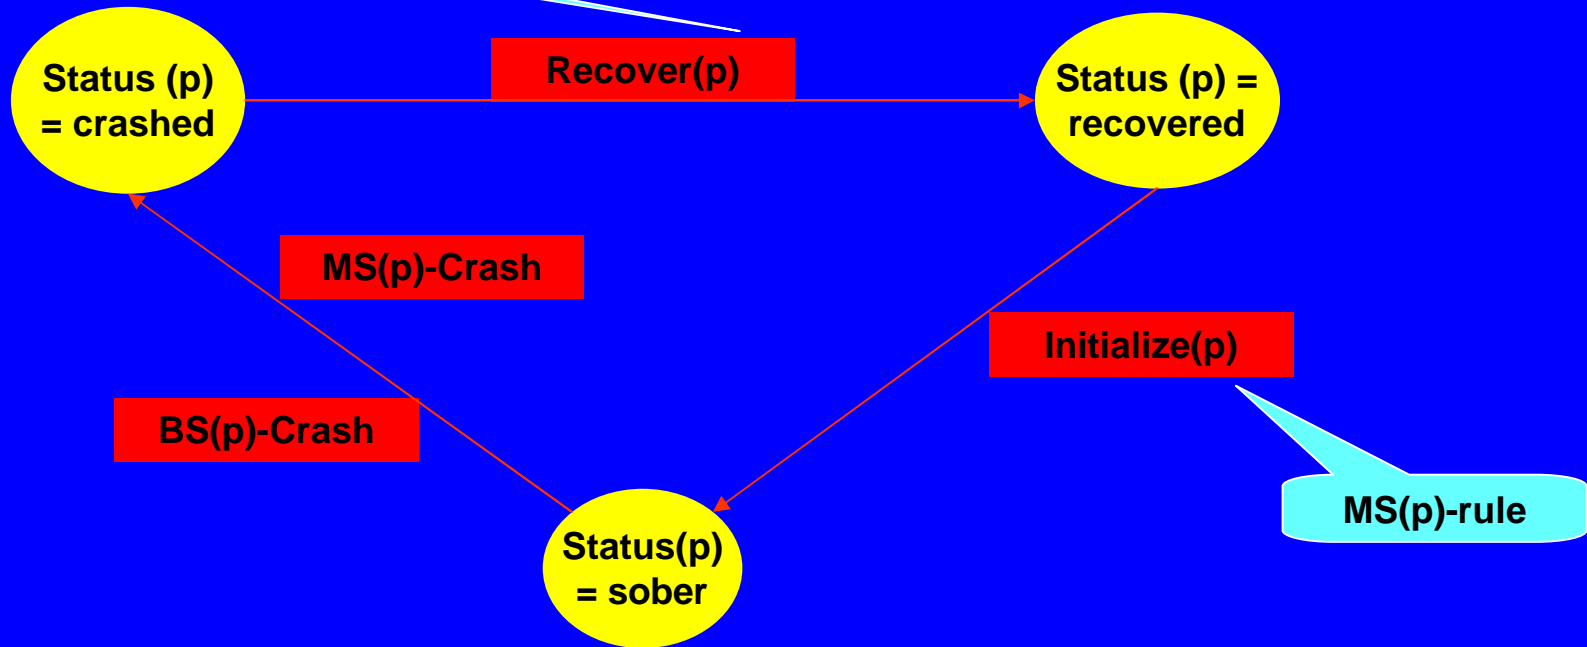 Status (p)
= crashed
Recover(p)
Status (p) =
recovered
MS(p)-Crash
Initialize(p)
BS(p)-Crash
MS(p)-rule
Status(p)
= sober